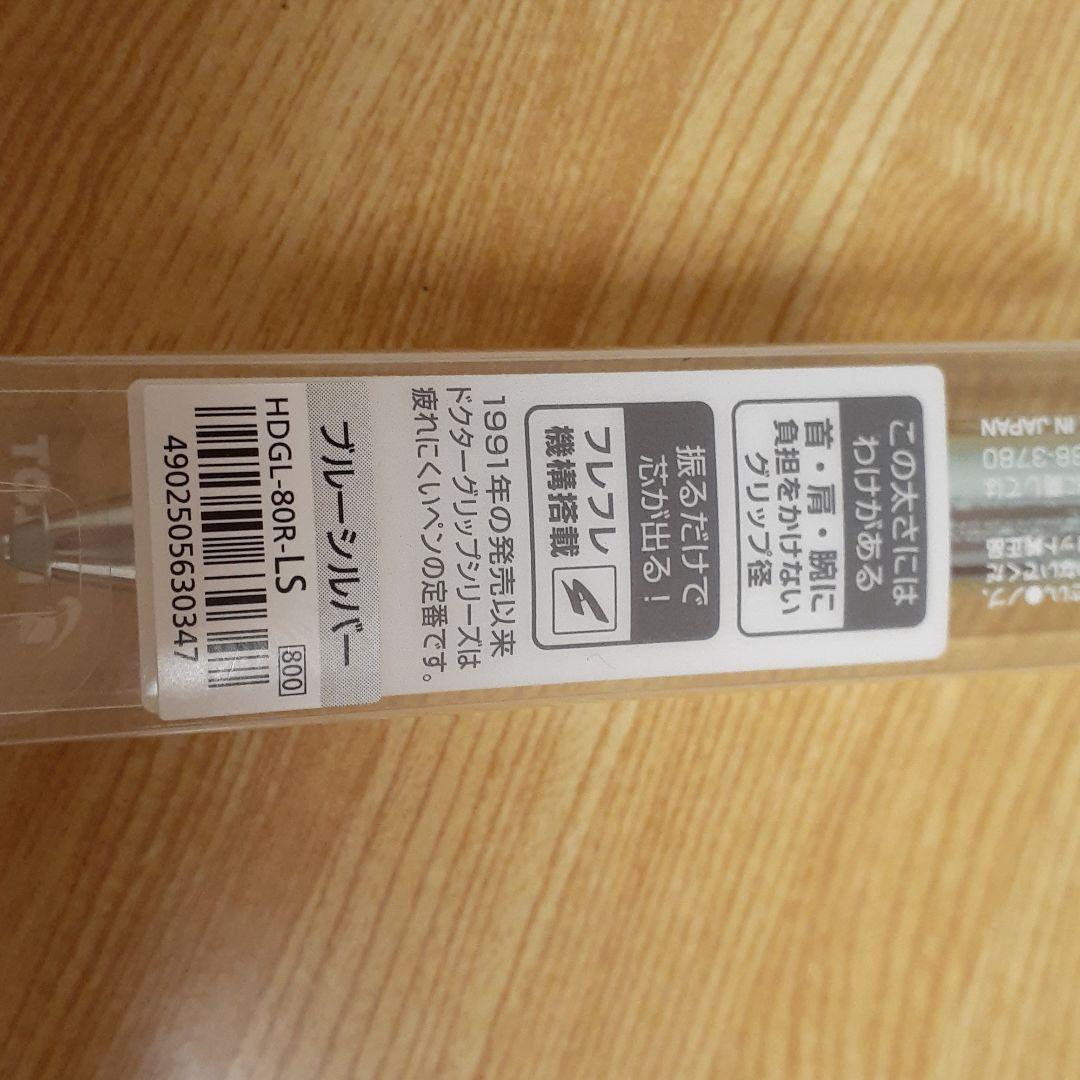 この太さには
わけがある
首・肩・腕に
負担をかけない
グリップ径
振るだけで
芯が出る!
フレフレ
機構搭載
1991年の発売以来
ドクターグリップシリーズは
疲れにくいペンの定番です。
ブルーシルバー
HDGL-80R-LS
800
4902505630347
IN JAPAN
88-3780